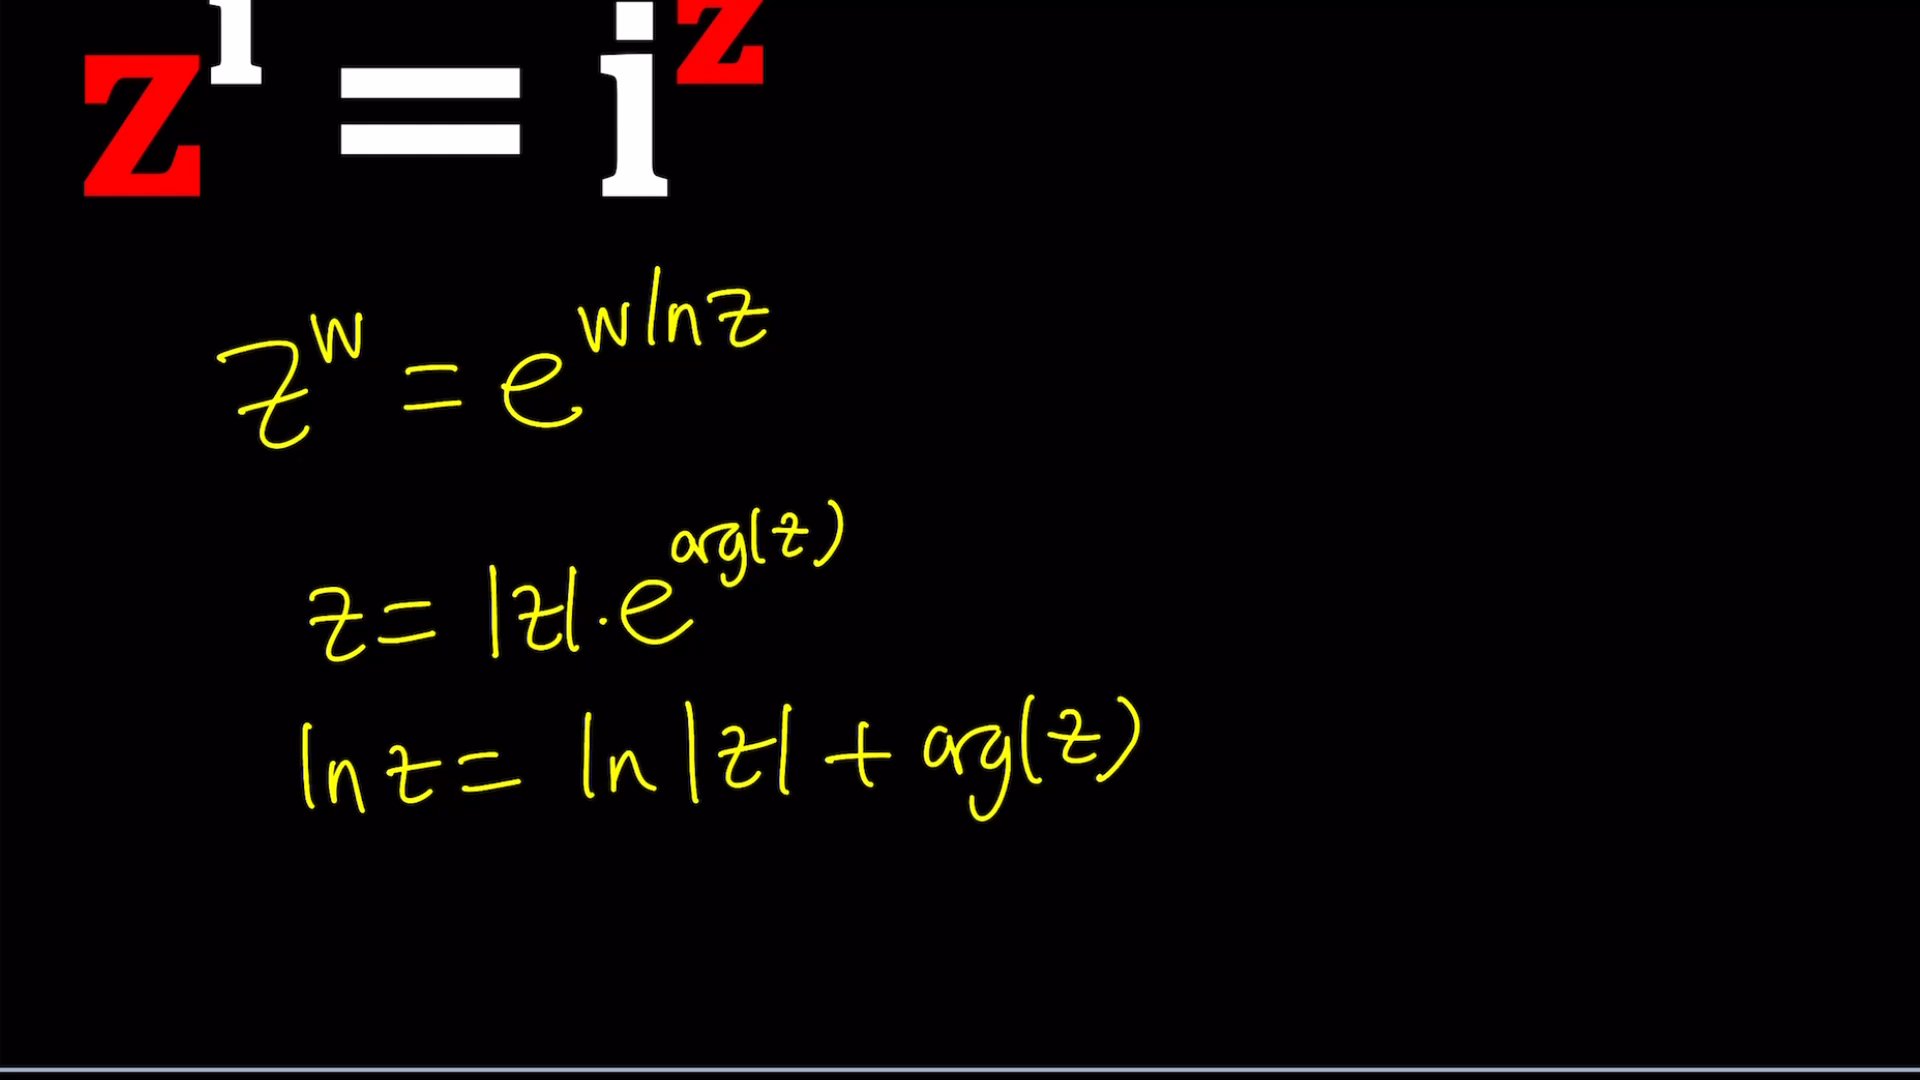 z^i = i^z
z^w = e^{w ln z}
z = |z| · e^{arg(z)}
ln z = ln |z| + arg(z)